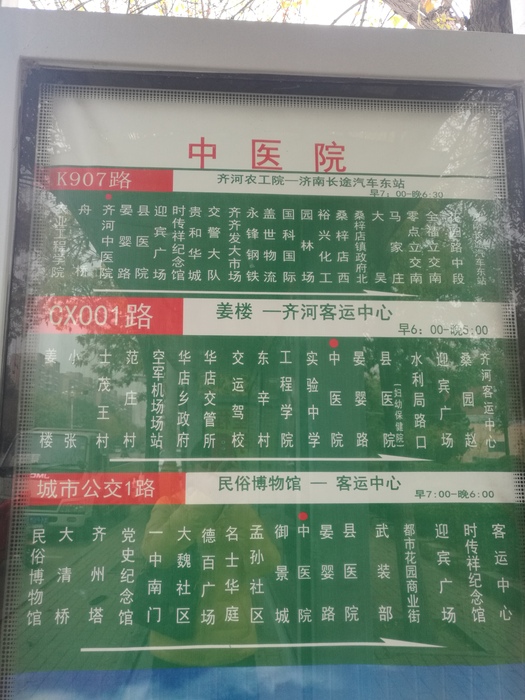 中医院
K907路
齐河农工院—济南长途汽车东站
早7：00-晚6:30
齐河中医院
晏婴路
县医院
迎宾广场
时传祥纪念馆
贵和华城
交警大队
齐齐发大市场
永锋钢铁
盖世物流
国科国际
园林场
裕兴化工
桑梓店西
桑梓店镇政府北
大吴
马家庄
零点立交南
全福立交南
CX001路
姜楼 —齐河客运中心
早6：00-晚5:00
姜楼
小张
士茂王村
范庄村
空军机场场站
华店乡政府
华店交管所
交运驾校
东辛村
工程学院
实验中学
中医院
晏婴路
县医院
（妇幼保健院）
水利局路口
迎宾广场
桑园赵
齐河客运中心
城市公交1路
民俗博物馆 — 客运中心
早7:00-晚6:00
民俗博物馆
大清桥
齐州塔
党史纪念馆
一中南门
大魏社区
德百广场
名士华庭
孟孙社区
御景城
中医院
晏婴路
县医院
武装部
都市花园商业街
迎宾广场
时传祥纪念馆
客运中心